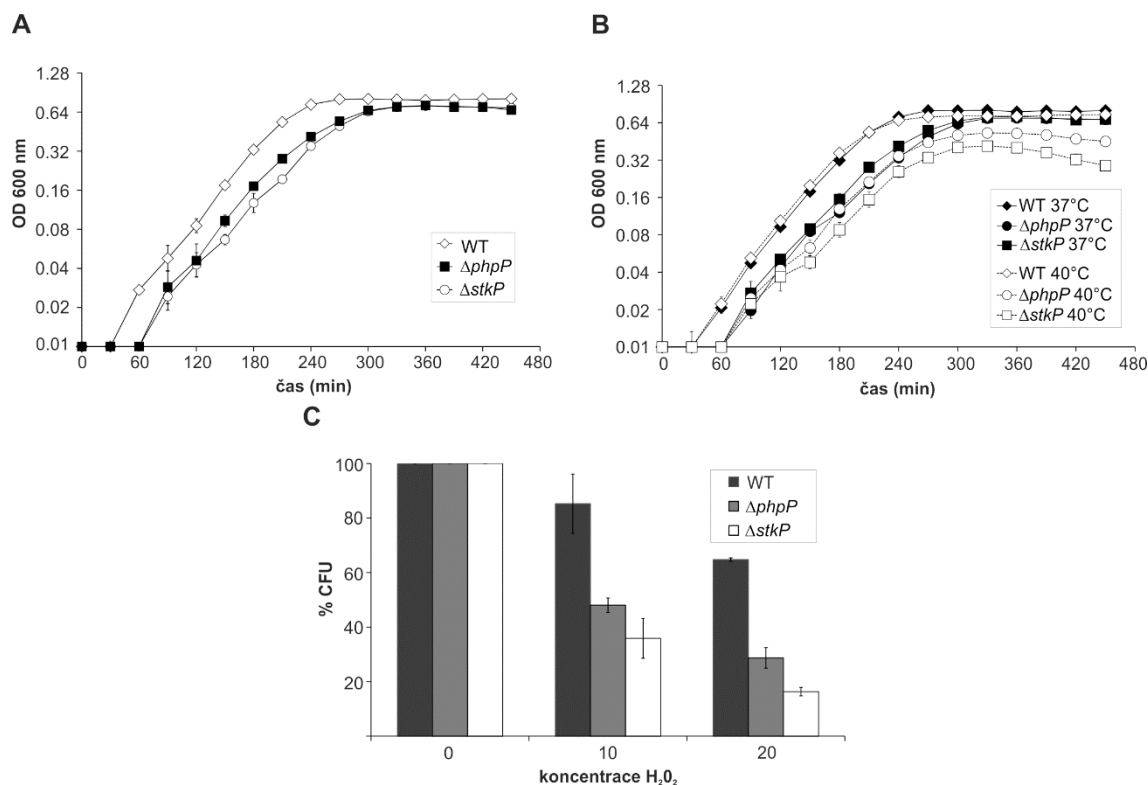 A
1.28
0.64
0.32
0.16
0.08
0.04
0.02
0.01
OD 600 nm
0 60 120 180 240 300 360 420 480
čas (min)
WT
ΔphpP
ΔstkP
B
1.28
0.64
0.32
0.16
0.08
0.04
0.02
0.01
OD 600 nm
0 60 120 180 240 300 360 420 480
čas (min)
WT 37°C
ΔphpP 37°C
ΔstkP 37°C
WT 40°C
ΔphpP 40°C
ΔstkP 40°C
C
100
80
60
40
20
% CFU
0 10 20
koncentrace H₂0₂
WT
ΔphpP
ΔstkP